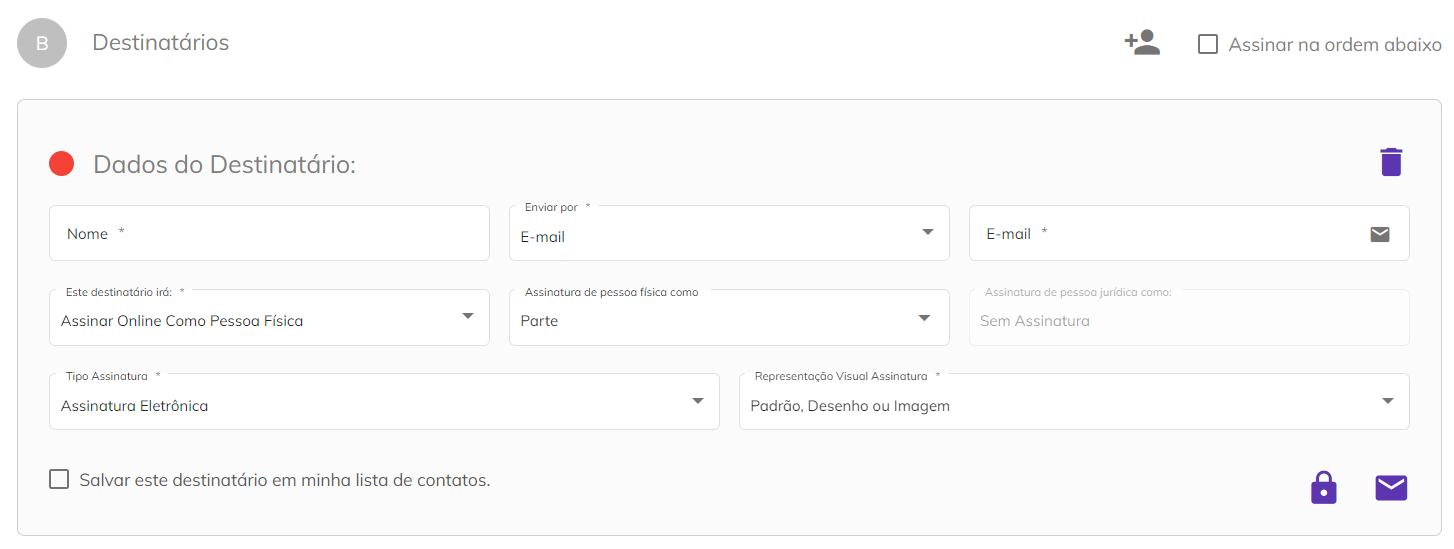 B Destinatários Assinar na ordem abaixo
Dados do Destinatário:
Nome * Enviar por * E-mail E-mail *
Este destinatário irá: * Assinatura de pessoa física como Assinatura de pessoa jurídica como:
Assinar Online Como Pessoa Física Parte Sem Assinatura
Tipo Assinatura * Representação Visual Assinatura *
Assinatura Eletrônica Padrão, Desenho ou Imagem
Salvar este destinatário em minha lista de contatos.